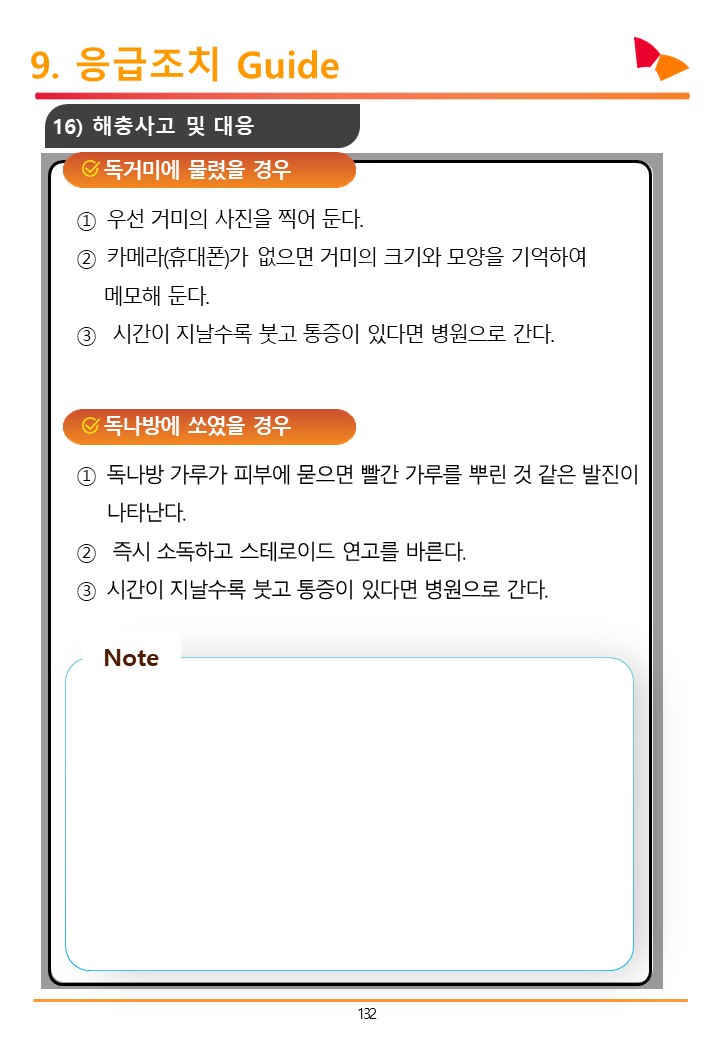 9. 응급조치 Guide
16) 해충사고 및 대응
독거미에 물렸을 경우
① 우선 거미의 사진을 찍어 둔다.
② 카메라(휴대폰)가 없으면 거미의 크기와 모양을 기억하여
메모해 둔다.
③ 시간이 지날수록 붓고 통증이 있다면 병원으로 간다.
독나방에 쏘였을 경우
① 독나방 가루가 피부에 묻으면 빨간 가루를 뿌린 것 같은 발진이
나타난다.
② 즉시 소독하고 스테로이드 연고를 바른다.
③ 시간이 지날수록 붓고 통증이 있다면 병원으로 간다.
Note
132